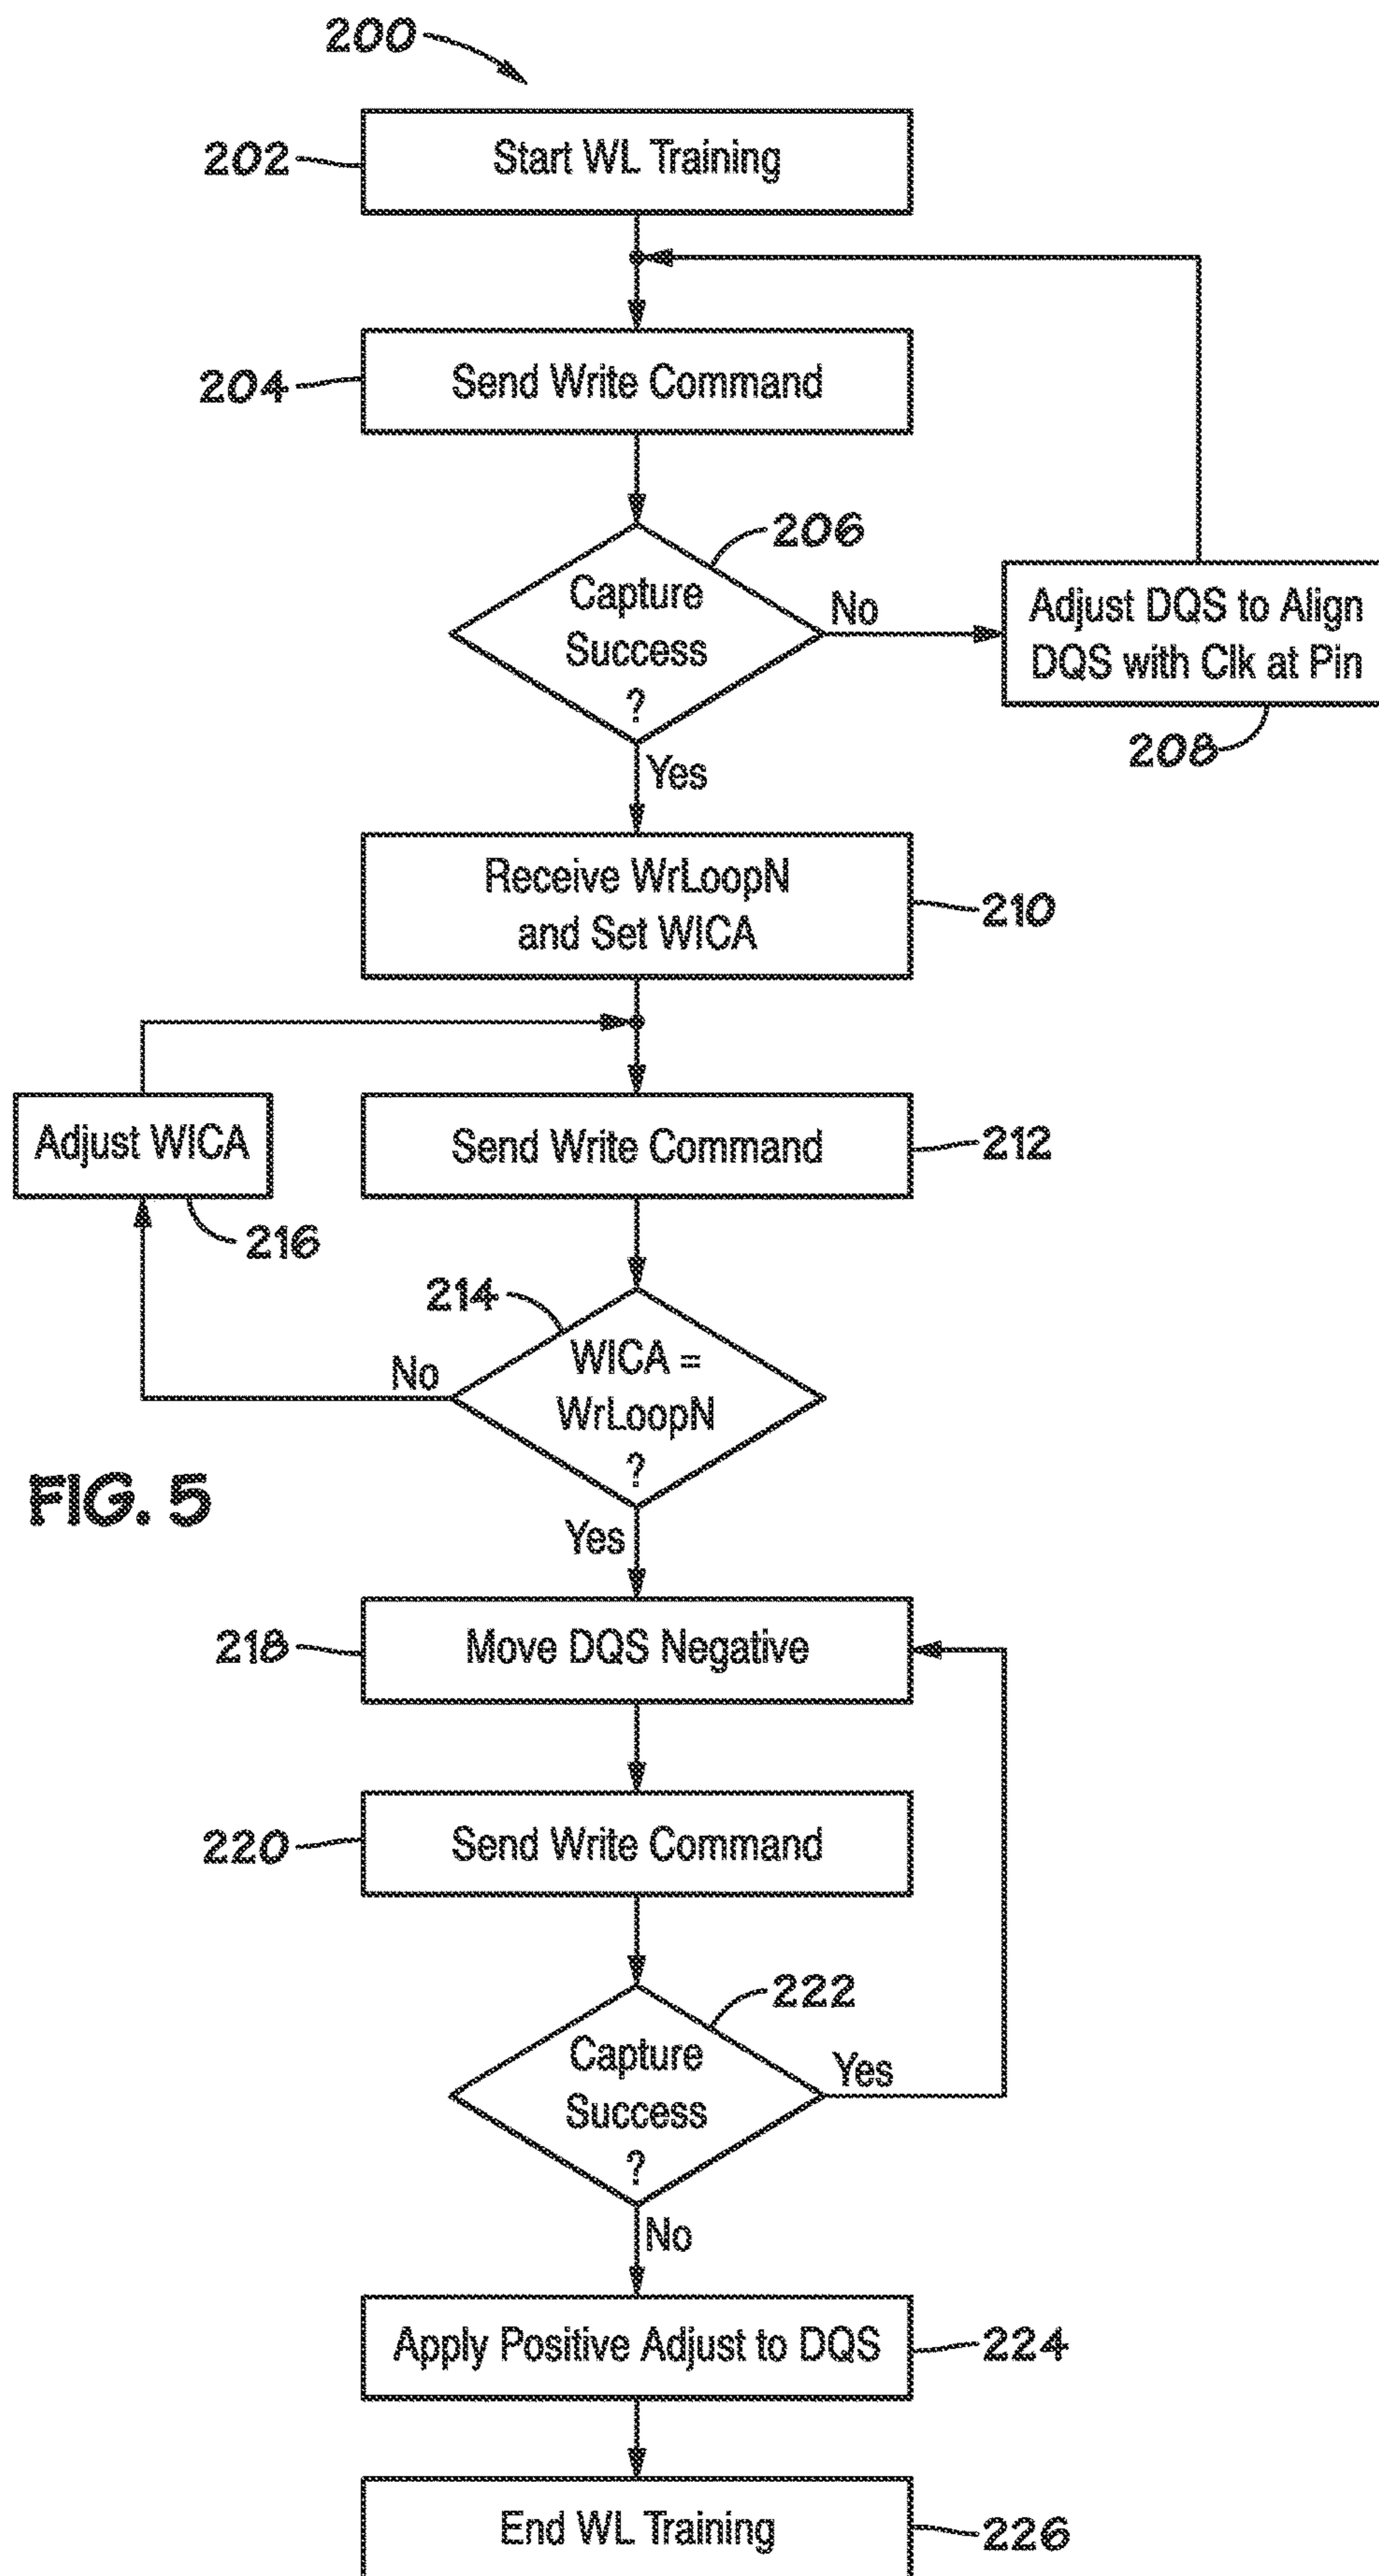 200
202
Start WL Training
204
Send Write Command
206
Capture
Success
?
No
Adjust DQS to Align
DQS with Clk at Pin
208
Yes
Receive WrLoopN
and Set WICA
210
Adjust WICA
216
Send Write Command
212
214
WICA =
WrLoopN
?
No
FIG. 5
Yes
218
Move DQS Negative
220
Send Write Command
222
Capture
Success
?
Yes
No
Apply Positive Adjust to DQS
224
End WL Training
226